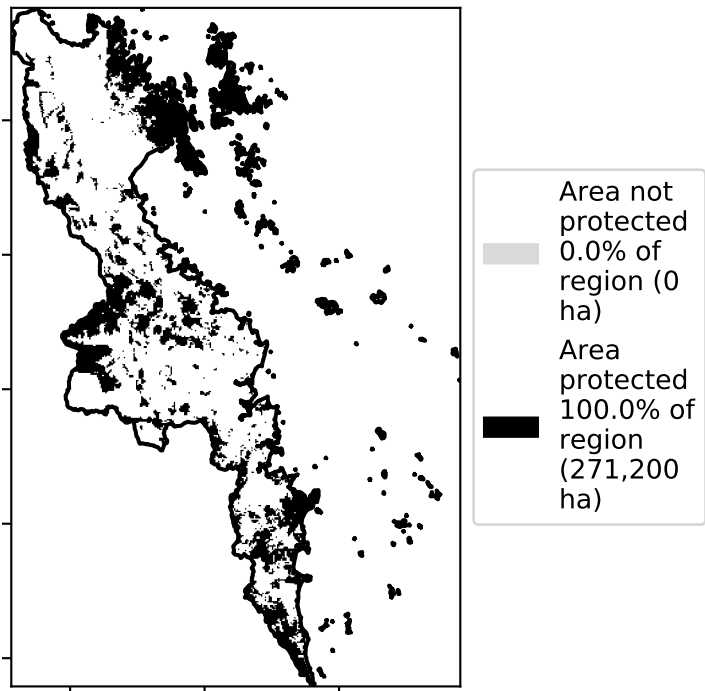 Area not
protected
0.0% of
region (0
ha)
Area
protected
100.0% of
region
(271,200
ha)